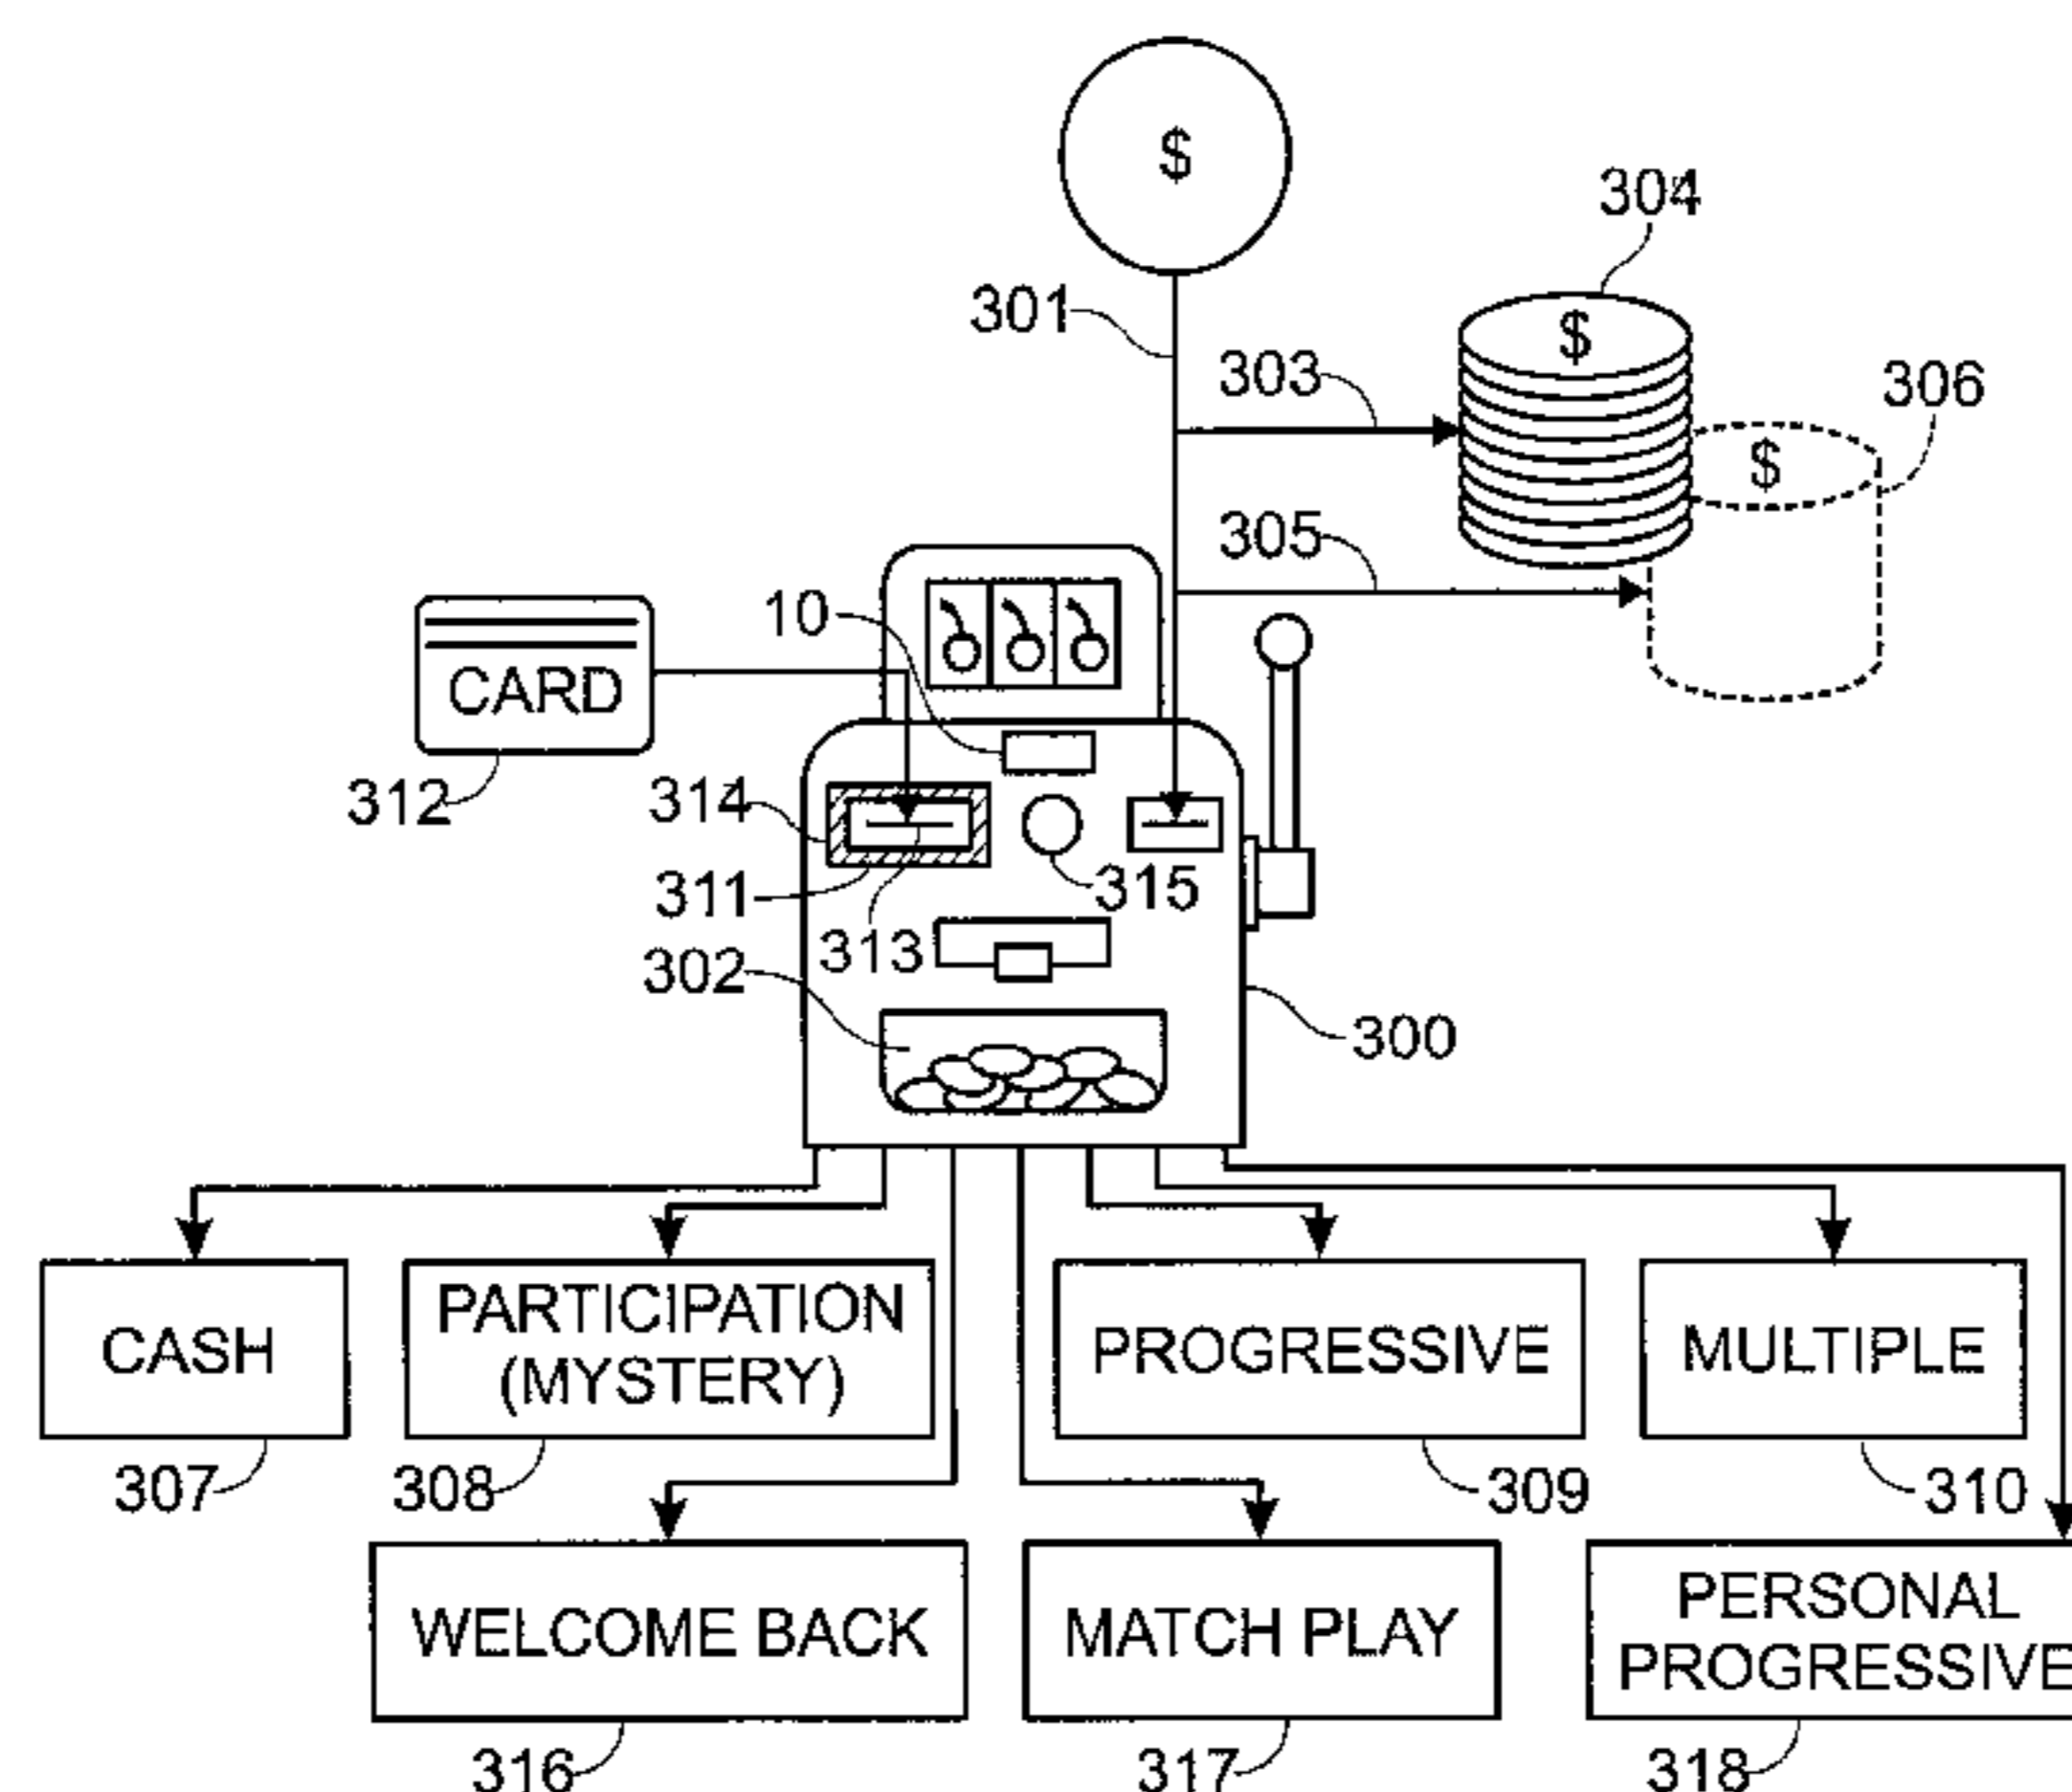 $
304
301
$
303
306
$
305
10
CARD
312
314
311
315
313
302
300
CASH
PARTICIPATION
(MYSTERY)
PROGRESSIVE
MULTIPLE
307
308
309
310
WELCOME BACK
MATCH PLAY
PERSONAL
PROGRESSIVE
316
317
318